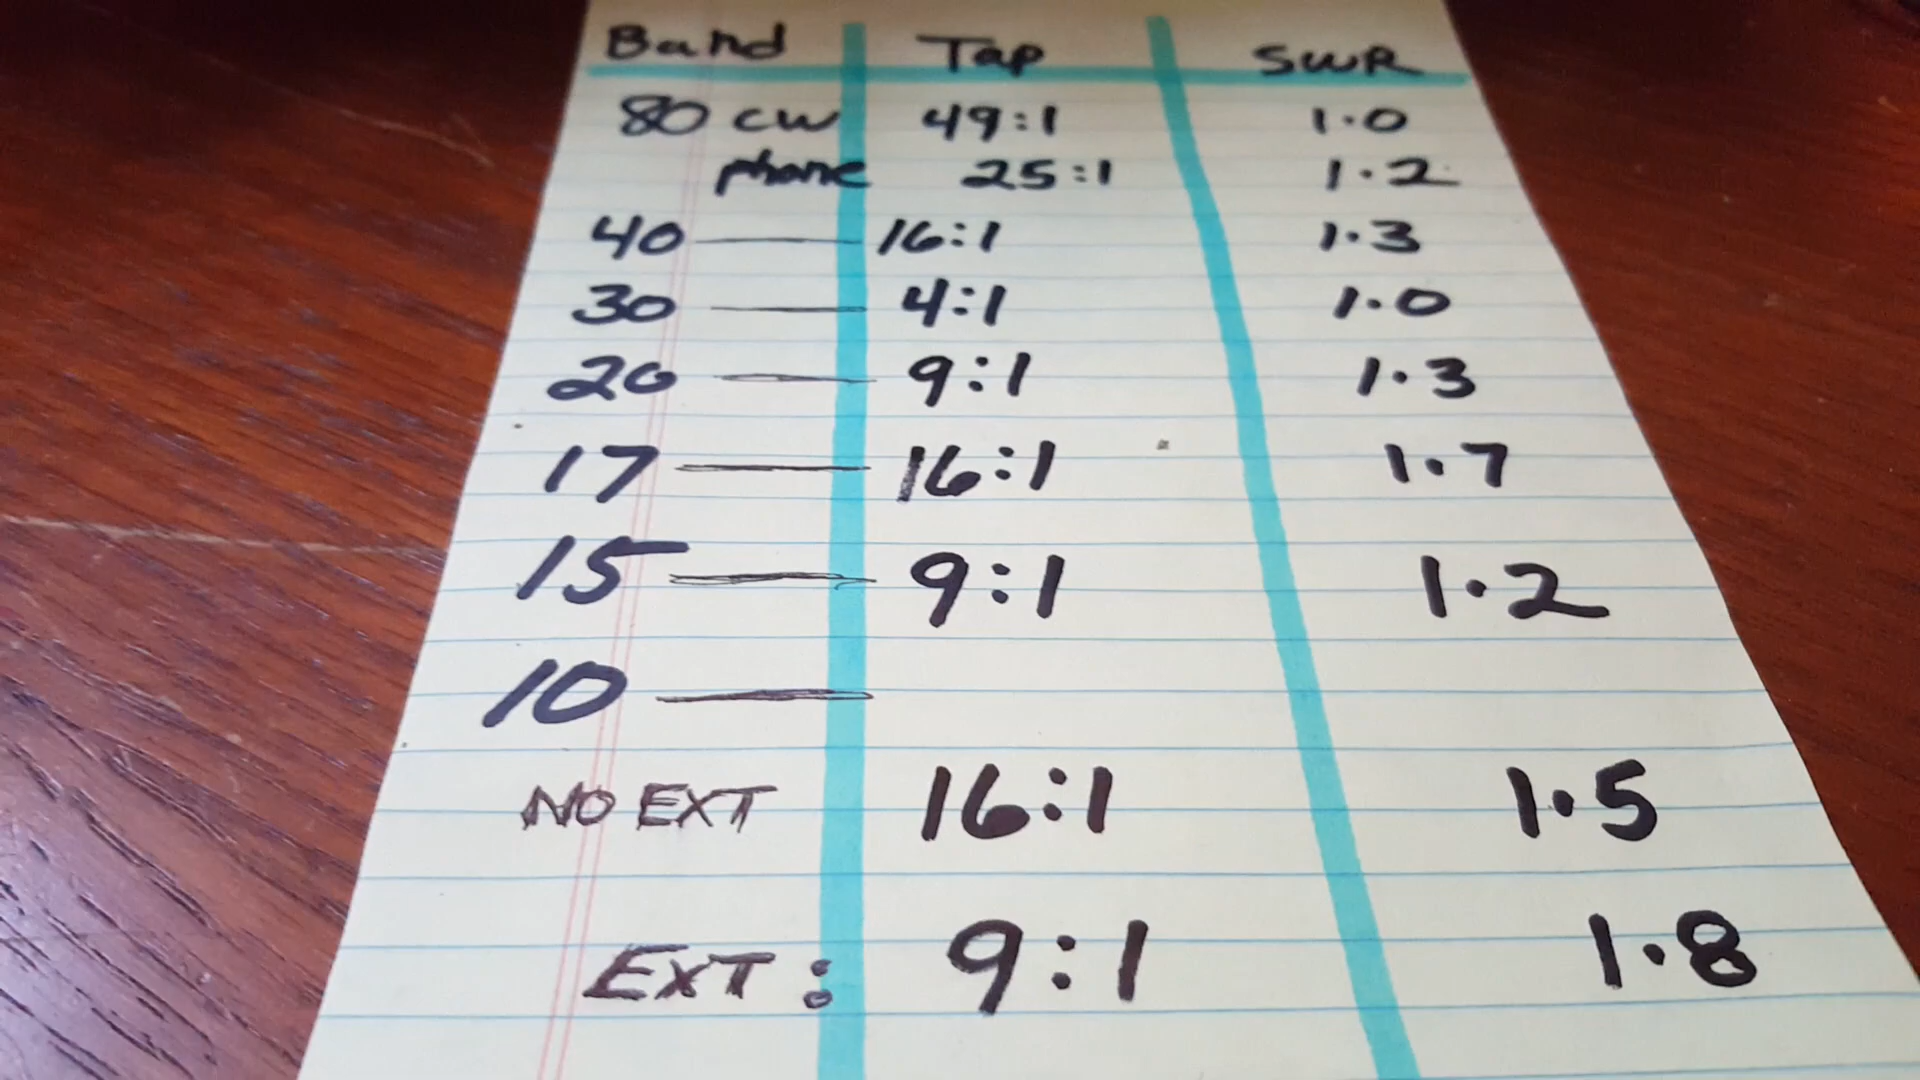 Band Tap SWR
80 CW 49:1 1.0
phone 25:1 1.2
40 — 16:1 1.3
30 — 4:1 1.0
20 — 9:1 1.3
17 — 16:1 1.7
15 — 9:1 1.2
10 —
NO EXT 16:1 1.5
EXT: 9:1 1.8